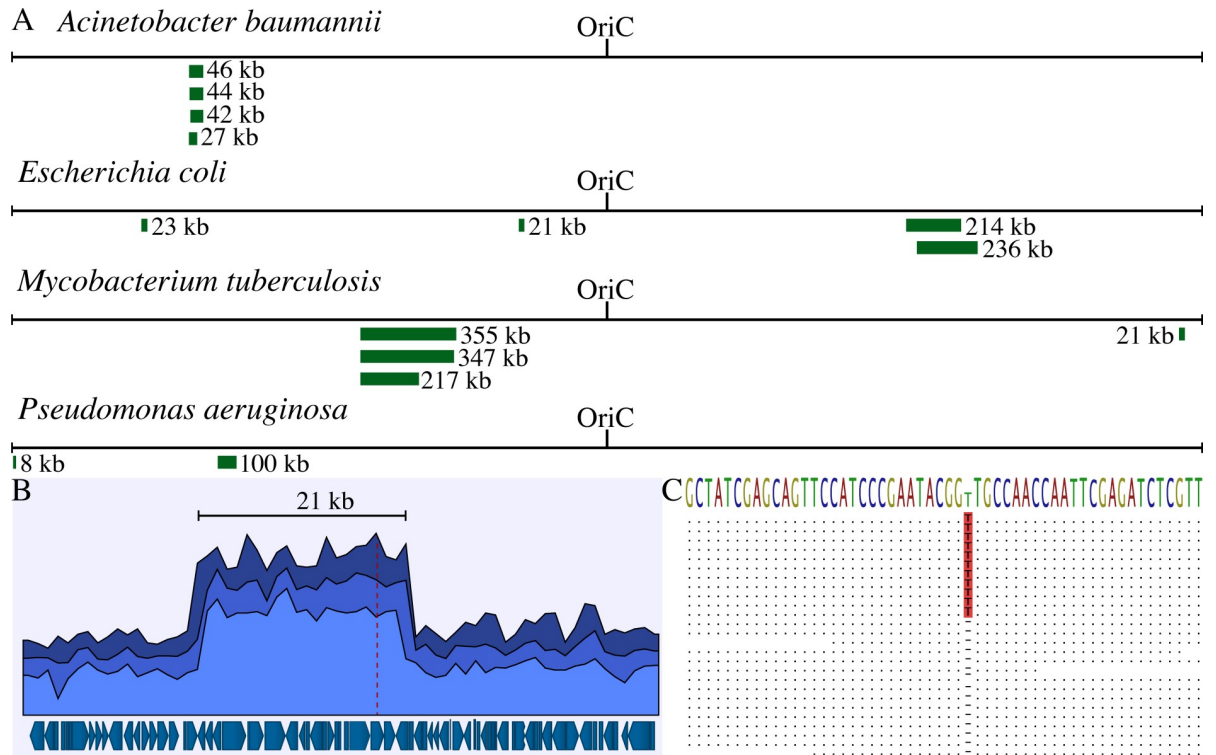 A Acinetobacter baumannii
OriC
46 kb
44 kb
42 kb
27 kb
Escherichia coli
OriC
23 kb
21 kb
214 kb
236 kb
Mycobacterium tuberculosis
OriC
355 kb
21 kb
347 kb
217 kb
Pseudomonas aeruginosa
OriC
8 kb
100 kb
B
21 kb
C
GCTATCGAGCAGTTCCATCCCGAATACGGTTGCCAACCAATTCGAGATCTCGTT
T
T
T
T
T
T
T
T
T
T
T